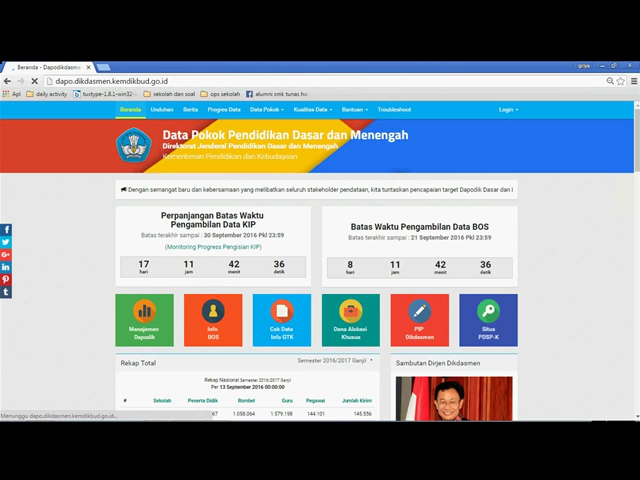 Beranda - Dapodikdasmen
griya
dapo.dikdasmen.kemdikbud.go.id
Apl daily activity tuxtype-1.8.1-win32- sekolah dan soal ops sekolah alumni smk tunas har
Beranda Unduhan Berita Progres Data Data Pokok Kualitas Data Bantuan Troubleshoot Login
Data Pokok Pendidikan Dasar dan Menengah
Direktorat Jenderal Pendidikan Dasar dan Menengah
Kementerian Pendidikan dan Kebudayaan
Dengan semangat baru dan kebersamaan yang melibatkan seluruh stakeholder pendataan, kita tuntaskan pencapaian target Dapodik Dasar dan
Perpanjangan Batas Waktu
Pengambilan Data KIP
Batas terakhir sampai : 30 September 2016 Pkl 23:59
(Monitoring Progres Pengisian KIP)
17 11 42 36
hari jam menit detik
Batas Waktu Pengambilan Data BOS
Batas terakhir sampai : 21 September 2016 Pkl 23:59
8 11 42 36
hari jam menit detik
Manajemen
Dapodik
Info
BOS
Cek Data
Info GTK
Dana Alokasi
Khusus
PIP
Dikdasmen
Situs
PDSP-K
Rekap Total
Semester 2016/2017 Ganjil
Rekap Nasional Semester 2016/2017 Ganjil
Per 13 September 2016 00:00:00
# Sekolah Peserta Didik Rombel Guru Pegawai Jumlah Kirim
67 1.058.064 1.579.198 144.101 145.556
Sambutan Dirjen Dikdasmen
Menunggu dapo.dikdasmen.kemdikbud.go.id...